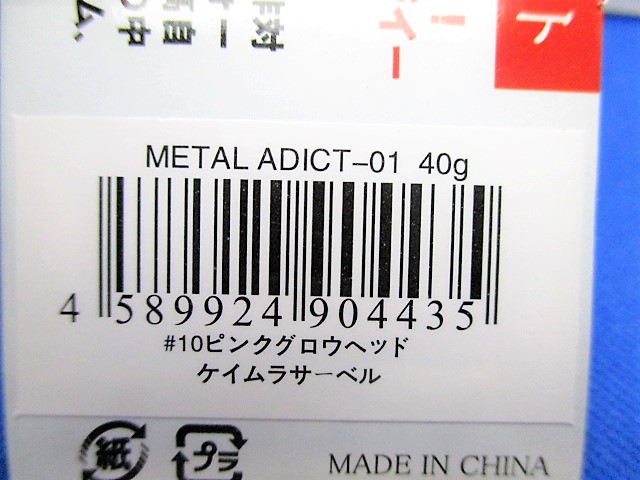 METAL ADICT-01 40g
4 589924 904435
#10ピンクグロウヘッド
ケイムラサーベル
紙
プラ
MADE IN CHINA
ト